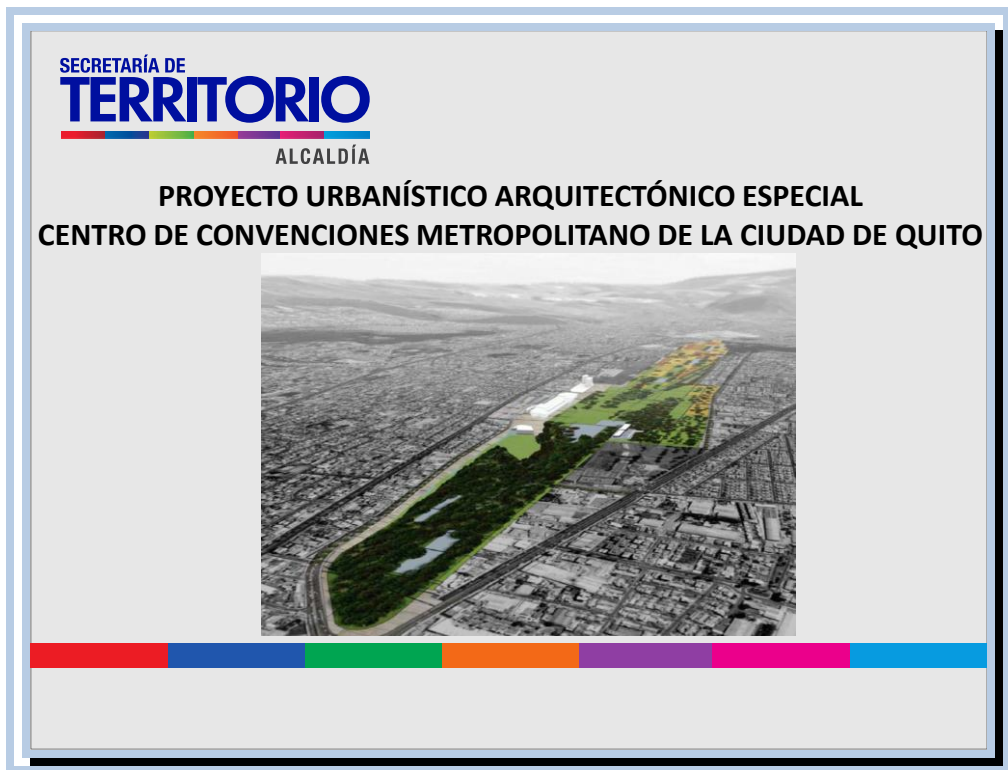 SECRETARÍA DE
TERRITORIO
ALCALDÍA
PROYECTO URBANÍSTICO ARQUITECTÓNICO ESPECIAL
CENTRO DE CONVENCIONES METROPOLITANO DE LA CIUDAD DE QUITO